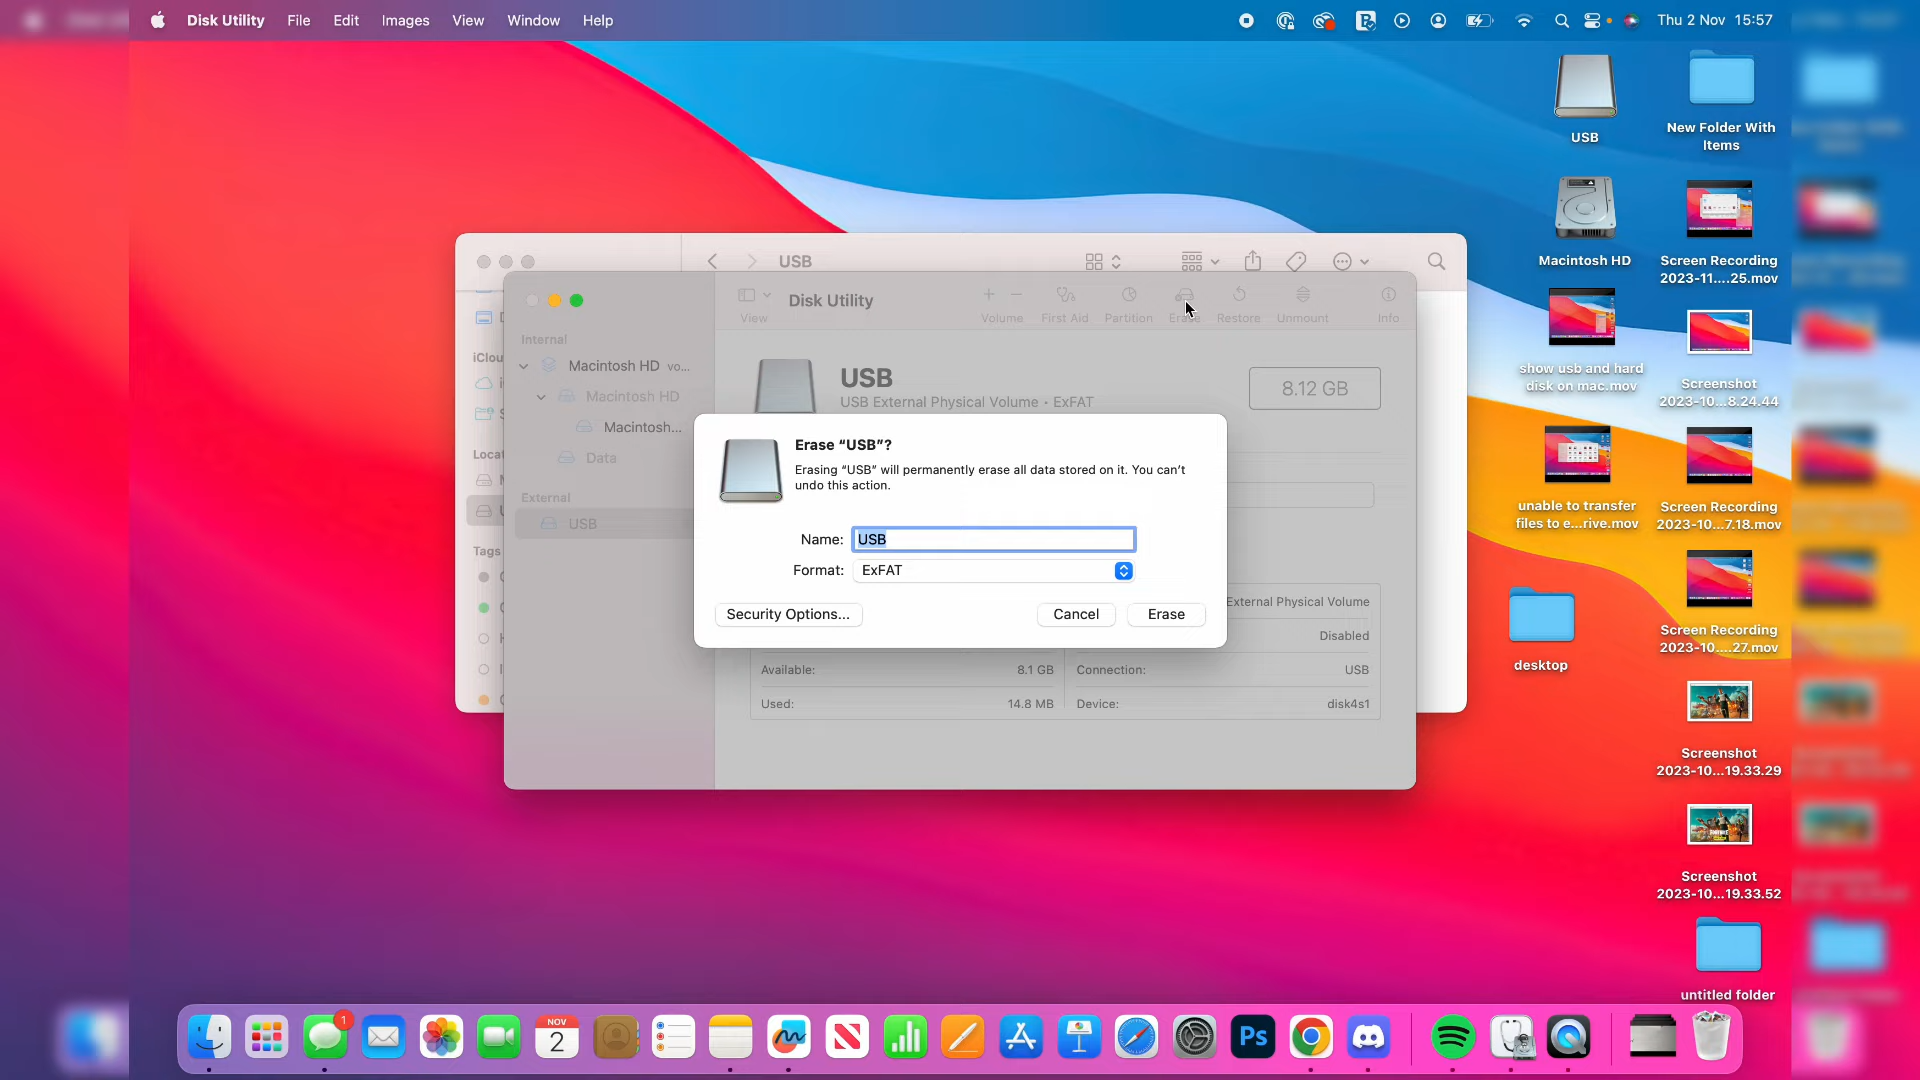 Disk Utility File Edit Images View Window Help
Thu 2 Nov 15:57
USB
New Folder With
Items
Macintosh HD
Screen Recording
2023-11....25.mov
show usb and hard
disk on mac.mov
Screenshot
2023-10...8.24.44
unable to transfer
files to e...rive.mov
Screen Recording
2023-10...7.18.mov
desktop
Screen Recording
2023-10....27.mov
Screenshot
2023-10...19.33.29
Screenshot
2023-10...19.33.52
untitled folder
USB
iClou
Loca
Tags
Disk Utility
View
Volume First Aid Partition Erase Restore Unmount Info
Internal
Macintosh HD vo...
Macintosh HD
Macintosh...
Data
External
USB
USB
USB External Physical Volume • ExFAT
8.12 GB
Erase “USB”?
Erasing “USB” will permanently erase all data stored on it. You can’t
undo this action.
Name: USB
Format: ExFAT
Security Options... Cancel Erase
External Physical Volume
Disabled
Available: 8.1 GB
Connection: USB
Used: 14.8 MB
Device: disk4s1
1
NOV
2
Ps